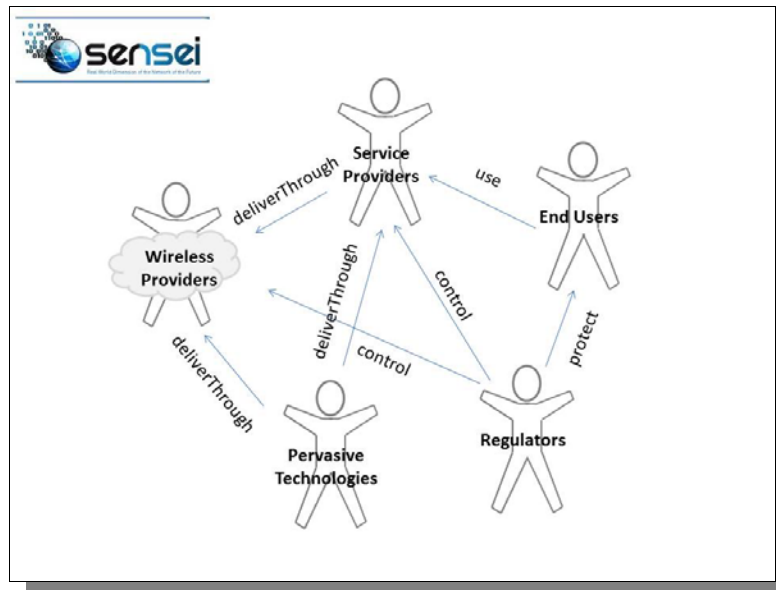 sensei
Real World Dimension of the Network of the Future
Service
Providers
deliverThrough
use
End Users
Wireless
Providers
deliverThrough
control
protect
deliverThrough
control
Regulators
Pervasive
Technologies